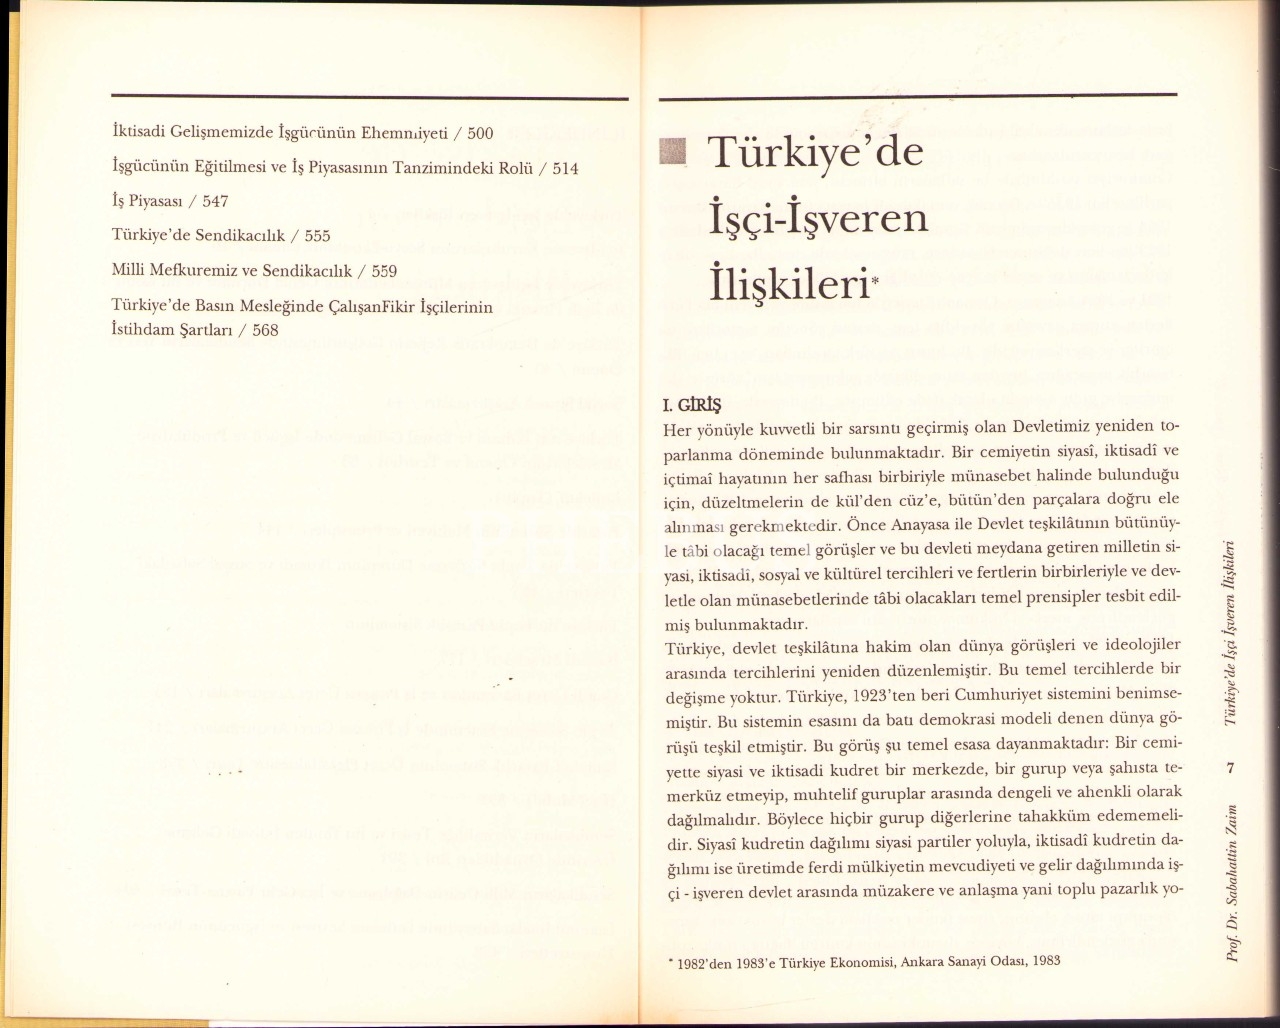 İktisadi Gelişmemizde İşgücünün Ehemmiyeti / 500
İşgücünün Eğitilmesi ve İş Piyasasının Tanzimindeki Rolü / 514
İş Piyasası / 547
Türkiye'de Sendikacılık / 555
Milli Mefkuremiz ve Sendikacılık / 559
Türkiye'de Basın Mesleğinde ÇalışanFikir İşçilerinin
İstihdam Şartları / 568
Türkiye'de
İşçi-İşveren
İlişkileri*
I. GİRİŞ
Her yönüyle kuvvetli bir sarsıntı geçirmiş olan Devletimiz yeniden to-
parlanma döneminde bulunmaktadır. Bir cemiyetin siyasî, iktisadî ve
içtimaî hayatının her safhası birbiriyle münasebet halinde bulunduğu
için, düzeltmelerin de kül'den cüz'e, bütün'den parçalara doğru ele
alınması gerekmektedir. Önce Anayasa ile Devlet teşkilâtının bütünüy-
le tâbi olacağı temel görüşler ve bu devleti meydana getiren milletin si-
yasi, iktisadî, sosyal ve kültürel tercihleri ve fertlerin birbirleriyle ve dev-
letle olan münasebetlerinde tâbi olacakları temel prensipler tesbit edil-
miş bulunmaktadır.
Türkiye, devlet teşkilâtına hakim olan dünya görüşleri ve ideolojiler
arasında tercihlerini yeniden düzenlemiştir. Bu temel tercihlerde bir
değişme yoktur. Türkiye, 1923'ten beri Cumhuriyet sistemini benimse-
miştir. Bu sistemin esasını da batı demokrasi modeli denen dünya gö-
rüşü teşkil etmiştir. Bu görüş şu temel esasa dayanmaktadır: Bir cemi-
yette siyasi ve iktisadi kudret bir merkezde, bir gurup veya şahısta te-
merküz etmeyip, muhtelif guruplar arasında dengeli ve ahenkli olarak
dağılmalıdır. Böylece hiçbir gurup diğerlerine tahakküm edememeli-
dir. Siyasî kudretin dağılımı siyasi partiler yoluyla, iktisadî kudretin da-
ğılımı ise üretimde ferdi mülkiyetin mevcudiyeti ve gelir dağılımında iş-
çi - işveren devlet arasında müzakere ve anlaşma yani toplu pazarlık yo-
* 1982'den 1983'e Türkiye Ekonomisi, Ankara Sanayi Odası, 1983
Prof. Dr. Sabahattin Zaim
7
Türkiye'de İşçi İşveren İlişkileri